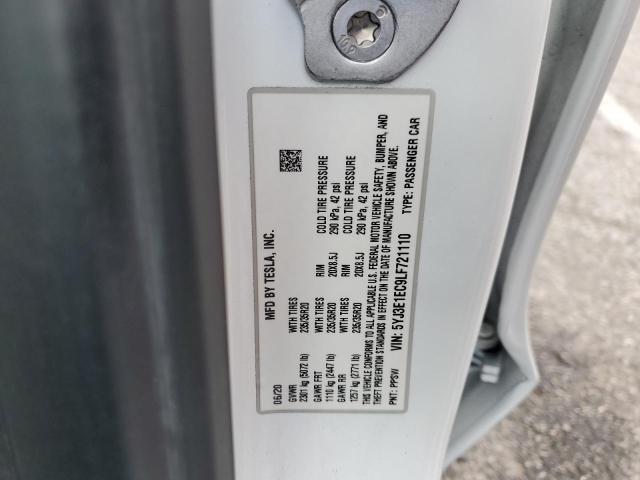 10.9
MFD BY TESLA, INC.
06/20
GVWR WITH TIRES RIM COLD TIRE PRESSURE
2301 kg (5072 lb) 235/35R20 20X8.5J 290 kPa, 42 psi
GAWR FRT WITH TIRES RIM COLD TIRE PRESSURE
1110 kg (2447 lb) 235/35R20 20X8.5J 290 kPa, 42 psi
GAWR RR WITH TIRES
1257 kg (2771 lb) 235/35R20
THIS VEHICLE CONFORMS TO ALL APPLICABLE U.S. FEDERAL MOTOR VEHICLE SAFETY, BUMPER, AND
THEFT PREVENTION STANDARDS IN EFFECT ON THE DATE OF MANUFACTURE SHOWN ABOVE.
VIN: 5YJ3E1EC9LF721110 TYPE: PASSENGER CAR
PNT: PPSW